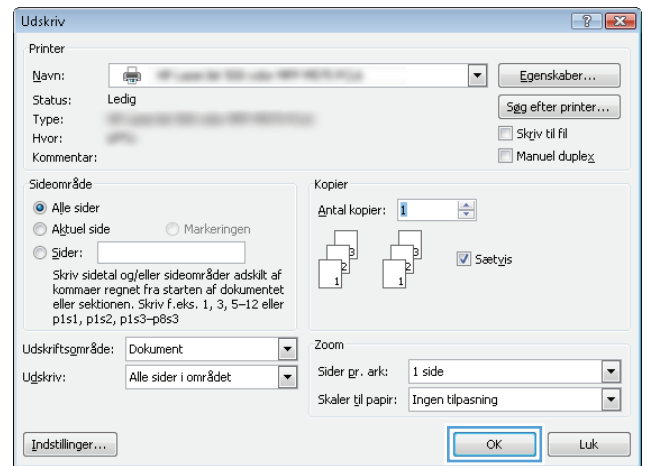 Udskriv
Printer
Navn:
Egenskaber...
Status: Ledig
Søg efter printer...
Type:
Hvor:
Skriv til fil
Kommentar:
Manuel duplex
Sideområde
Alle sider
Aktuel side
Markeringen
Sider:
Skriv sidetal og/eller sideområder adskilt af
kommaer regnet fra starten af dokumentet
eller sektionen. Skriv f.eks. 1, 3, 5–12 eller
p1s1, p1s2, p1s3–p8s3
Kopier
Antal kopier: 1
3 3
2 2
1 1
Sætvis
Udskriftsområde: Dokument
Udskriv: Alle sider i området
Zoom
Sider pr. ark: 1 side
Skaler til papir: Ingen tilpasning
Indstillinger...
OK
Luk